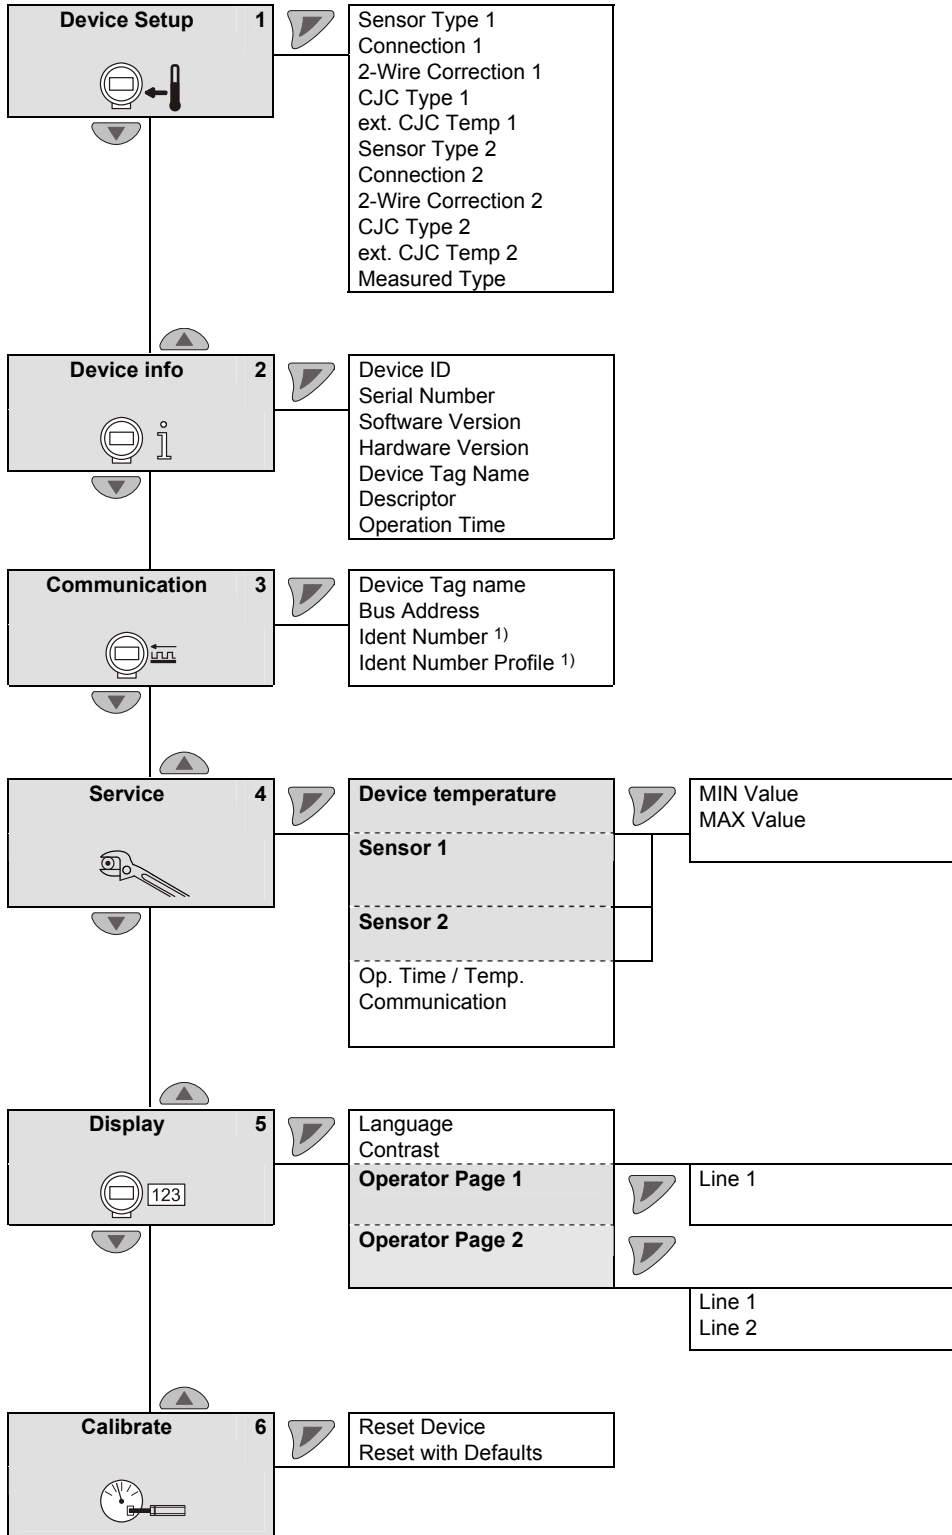 Device Setup 1
Sensor Type 1
Connection 1
2-Wire Correction 1
CJC Type 1
ext. CJC Temp 1
Sensor Type 2
Connection 2
2-Wire Correction 2
CJC Type 2
ext. CJC Temp 2
Measured Type
Device info 2
i
Device ID
Serial Number
Software Version
Hardware Version
Device Tag Name
Descriptor
Operation Time
Communication 3
Device Tag name
Bus Address
Ident Number 1)
Ident Number Profile 1)
Service 4
Device temperature
Sensor 1
Sensor 2
Op. Time / Temp.
Communication
MIN Value
MAX Value
Display 5
123
Language
Contrast
Operator Page 1
Line 1
Operator Page 2
Line 1
Line 2
Calibrate 6
Reset Device
Reset with Defaults